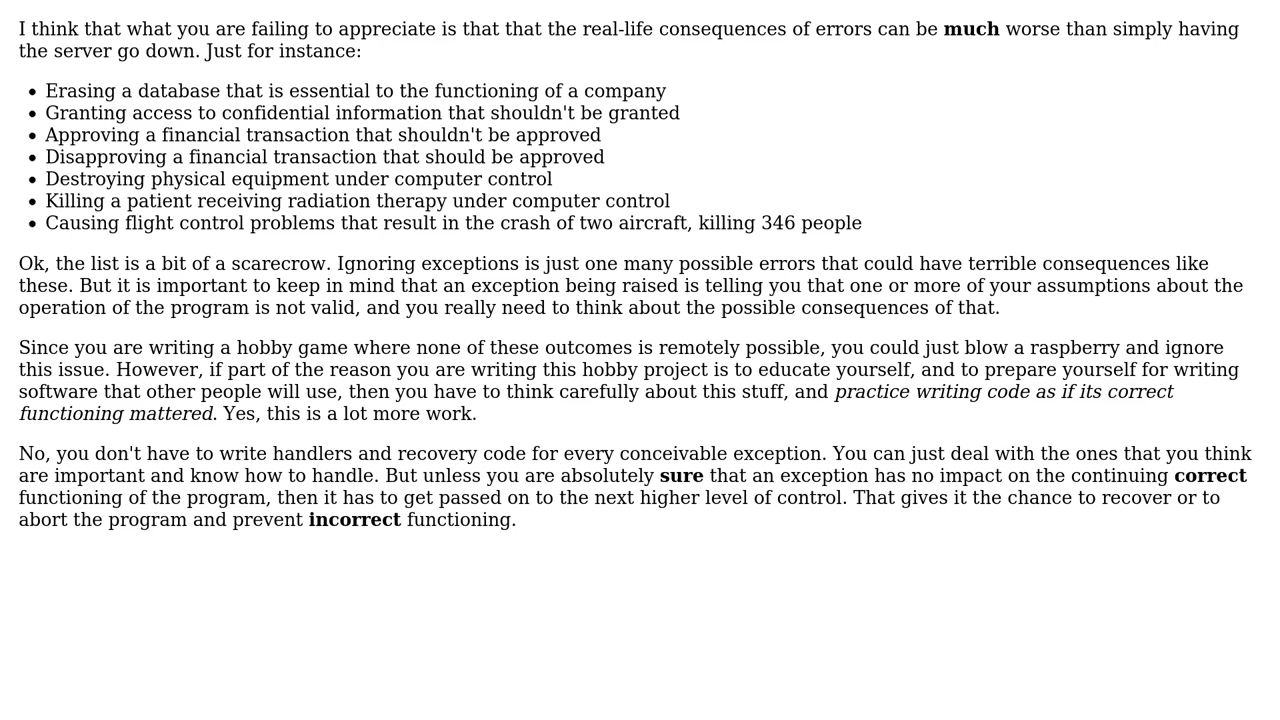 I think that what you are failing to appreciate is that that the real-life consequences of errors can be much worse than simply having
the server go down. Just for instance:
• Erasing a database that is essential to the functioning of a company
• Granting access to confidential information that shouldn't be granted
• Approving a financial transaction that shouldn't be approved
• Disapproving a financial transaction that should be approved
• Destroying physical equipment under computer control
• Killing a patient receiving radiation therapy under computer control
• Causing flight control problems that result in the crash of two aircraft, killing 346 people
Ok, the list is a bit of a scarecrow. Ignoring exceptions is just one many possible errors that could have terrible consequences like
these. But it is important to keep in mind that an exception being raised is telling you that one or more of your assumptions about the
operation of the program is not valid, and you really need to think about the possible consequences of that.
Since you are writing a hobby game where none of these outcomes is remotely possible, you could just blow a raspberry and ignore
this issue. However, if part of the reason you are writing this hobby project is to educate yourself, and to prepare yourself for writing
software that other people will use, then you have to think carefully about this stuff, and practice writing code as if its correct
functioning mattered. Yes, this is a lot more work.
No, you don't have to write handlers and recovery code for every conceivable exception. You can just deal with the ones that you think
are important and know how to handle. But unless you are absolutely sure that an exception has no impact on the continuing correct
functioning of the program, then it has to get passed on to the next higher level of control. That gives it the chance to recover or to
abort the program and prevent incorrect functioning.